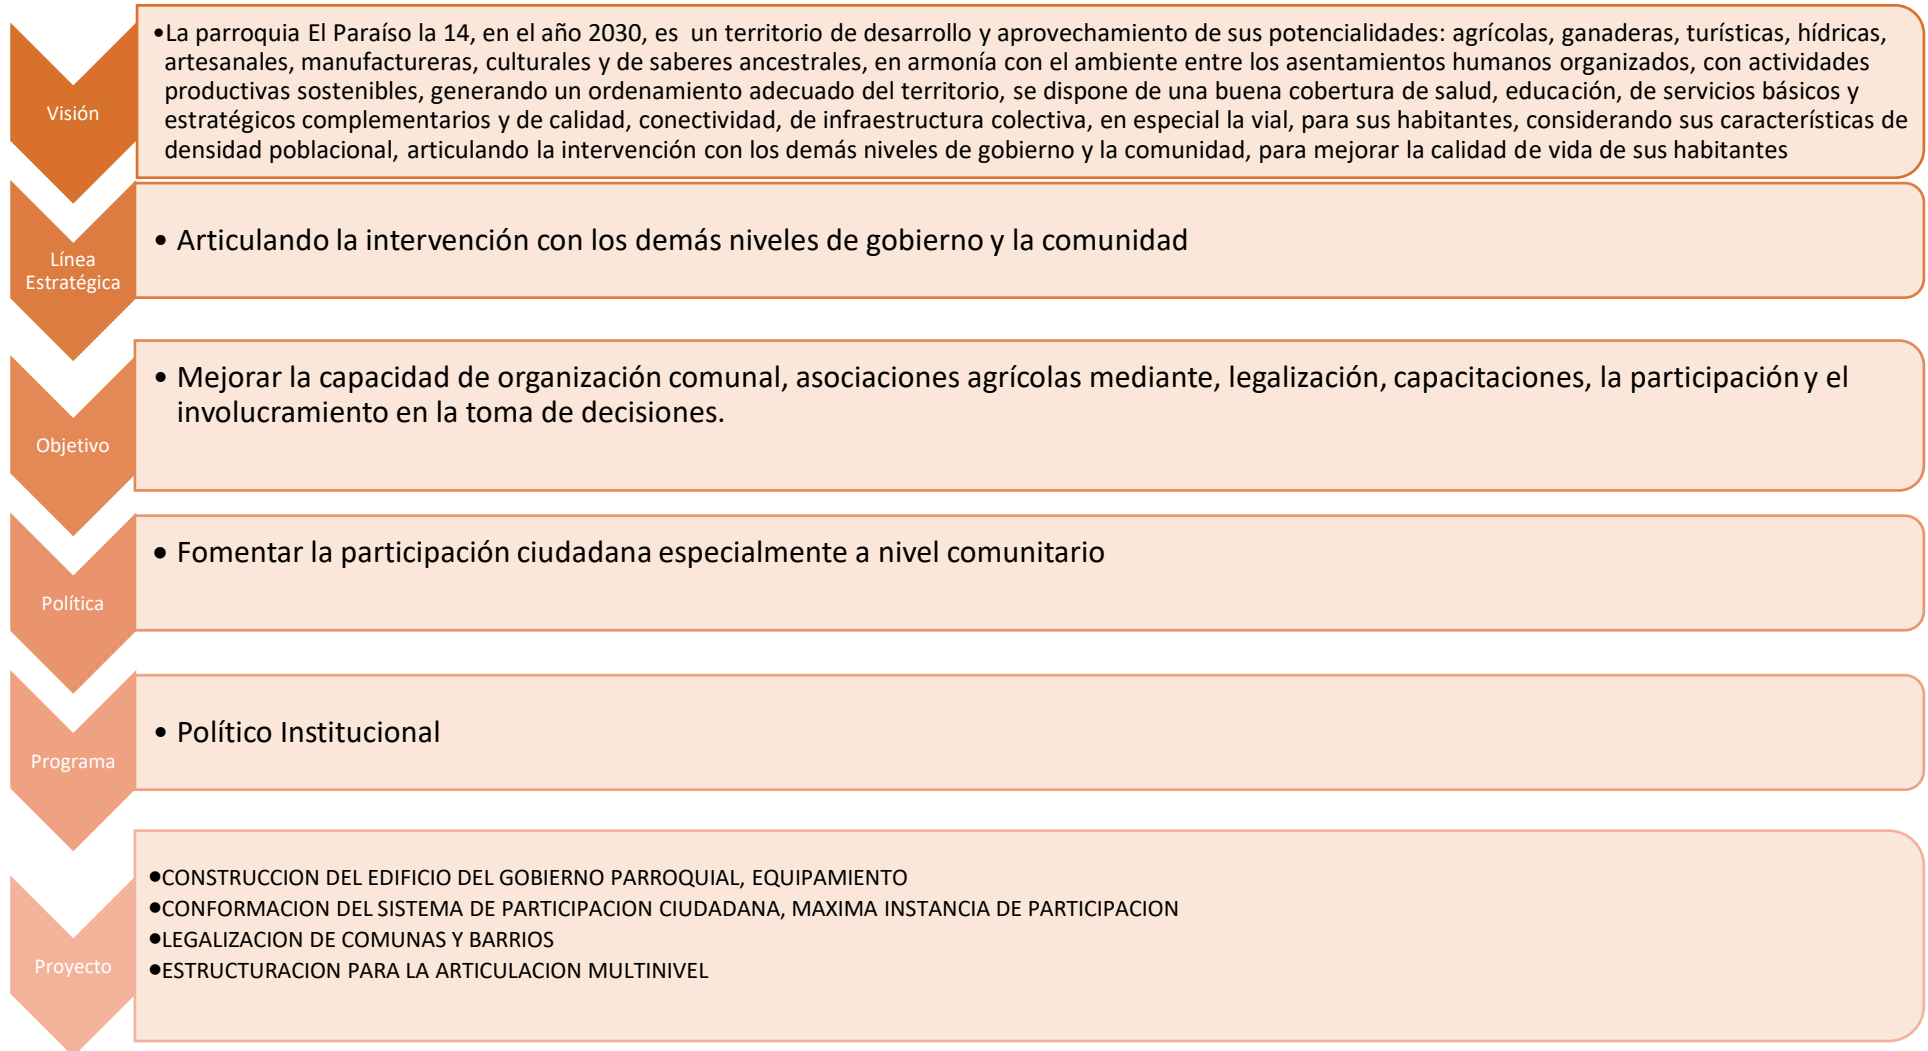 Visión
•La parroquia El Paraíso la 14, en el año 2030, es un territorio de desarrollo y aprovechamiento de sus potencialidades: agrícolas, ganaderas, turísticas, hídricas,
artesanales, manufactureras, culturales y de saberes ancestrales, en armonía con el ambiente entre los asentamientos humanos organizados, con actividades
productivas sostenibles, generando un ordenamiento adecuado del territorio, se dispone de una buena cobertura de salud, educación, de servicios básicos y
estratégicos complementarios y de calidad, conectividad, de infraestructura colectiva, en especial la vial, para sus habitantes, considerando sus características de
densidad poblacional, articulando la intervención con los demás niveles de gobierno y la comunidad, para mejorar la calidad de vida de sus habitantes
Línea
Estratégica
• Articulando la intervención con los demás niveles de gobierno y la comunidad
Objetivo
• Mejorar la capacidad de organización comunal, asociaciones agrícolas mediante, legalización, capacitaciones, la participación y el
involucramiento en la toma de decisiones.
Política
• Fomentar la participación ciudadana especialmente a nivel comunitario
Programa
• Político Institucional
Proyecto
•CONSTRUCCION DEL EDIFICIO DEL GOBIERNO PARROQUIAL, EQUIPAMIENTO
•CONFORMACION DEL SISTEMA DE PARTICIPACION CIUDADANA, MAXIMA INSTANCIA DE PARTICIPACION
•LEGALIZACION DE COMUNAS Y BARRIOS
•ESTRUCTURACION PARA LA ARTICULACION MULTINIVEL